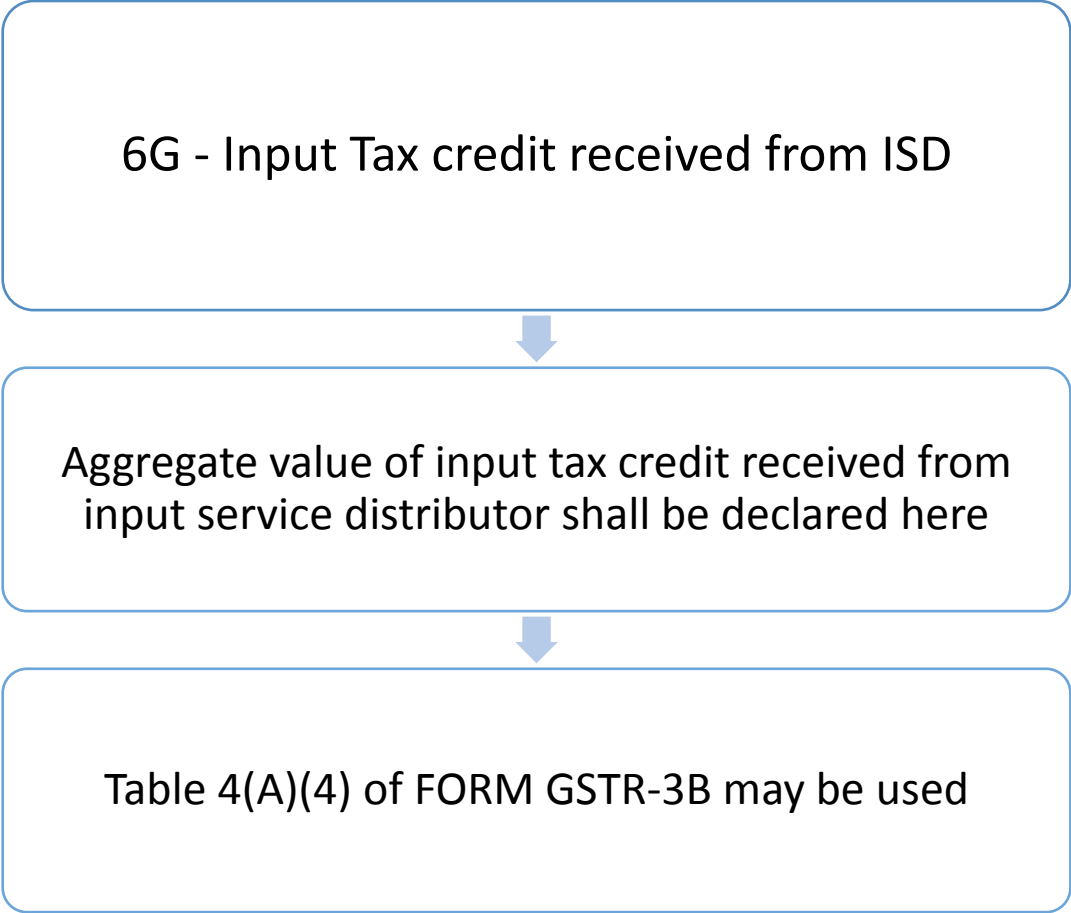 6G - Input Tax credit received from ISD
Aggregate value of input tax credit received from
input service distributor shall be declared here
Table 4(A)(4) of FORM GSTR-3B may be used